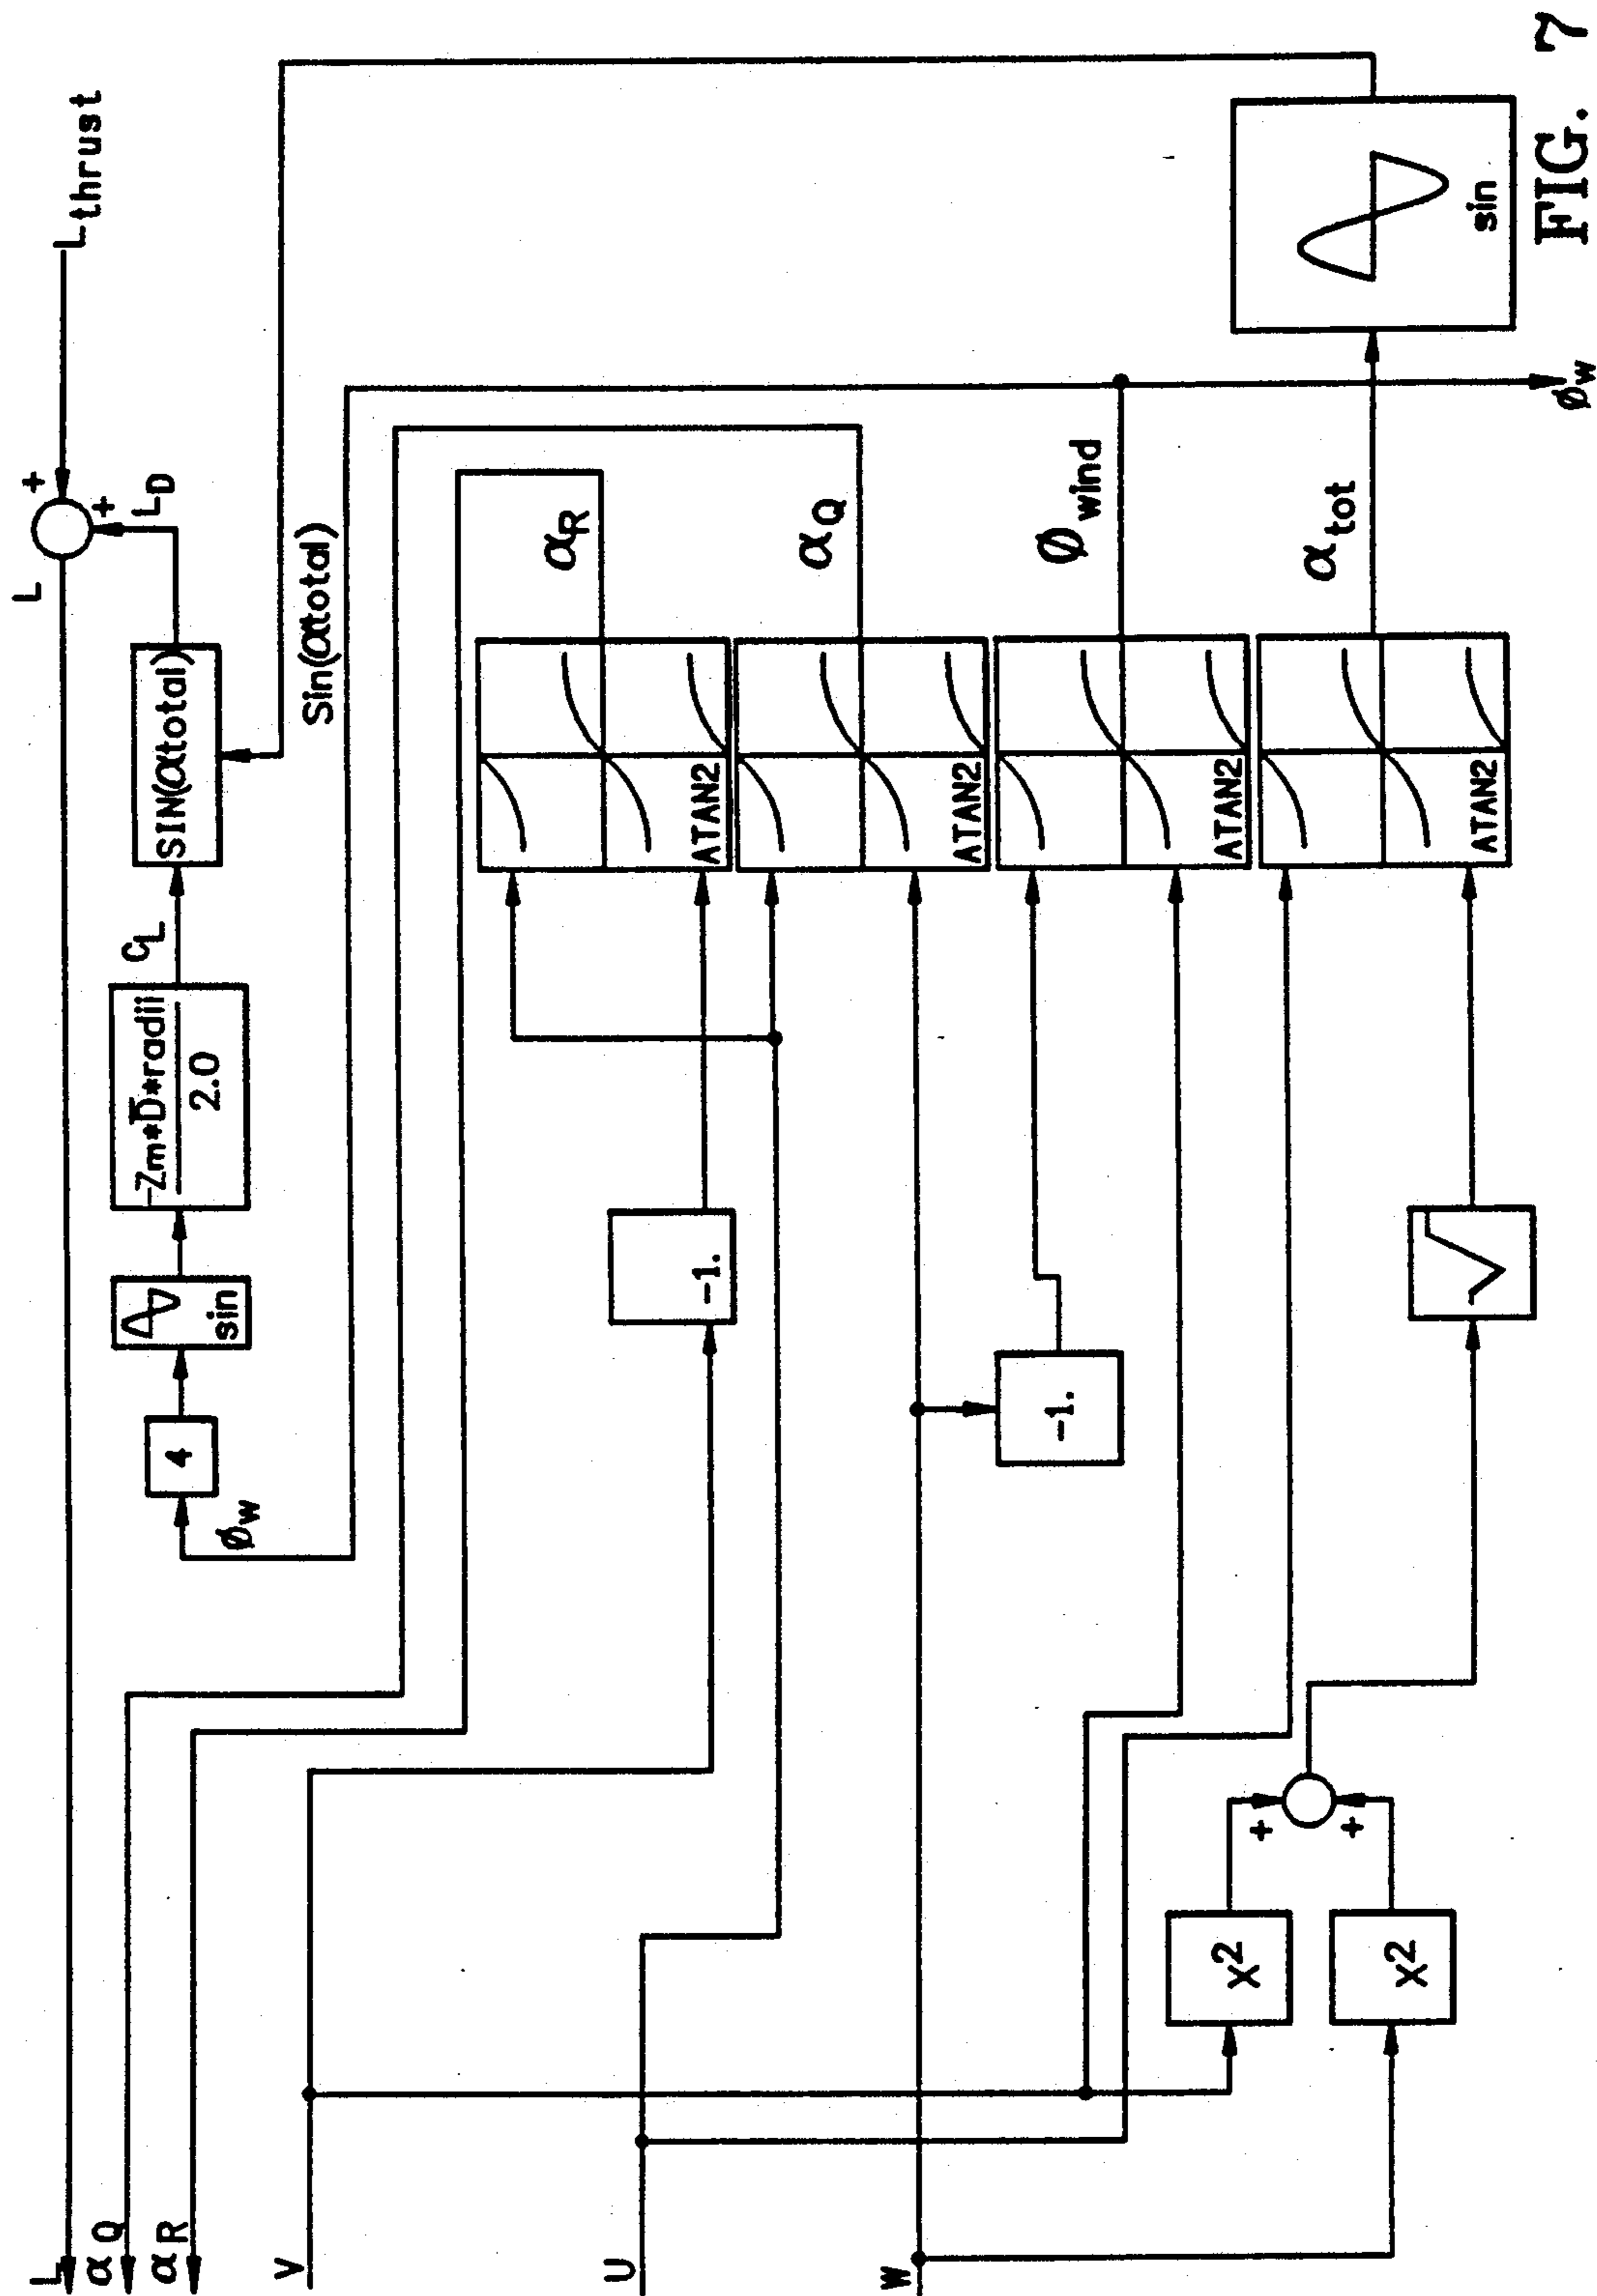 L
L
+
L_thrust
+
L_D
α_Q
α_R
ø_w
4
sin
-Zm*D̅*radii
2.0
C_L
SIN(αtotal)
Sin(αtotal)
V
-1.
α_R
ATAN2
U
α_Q
ATAN2
W
-1.
ø_wind
ATAN2
X²
X²
+
+
α_tot
ATAN2
sin
ø_w
FIG. 7